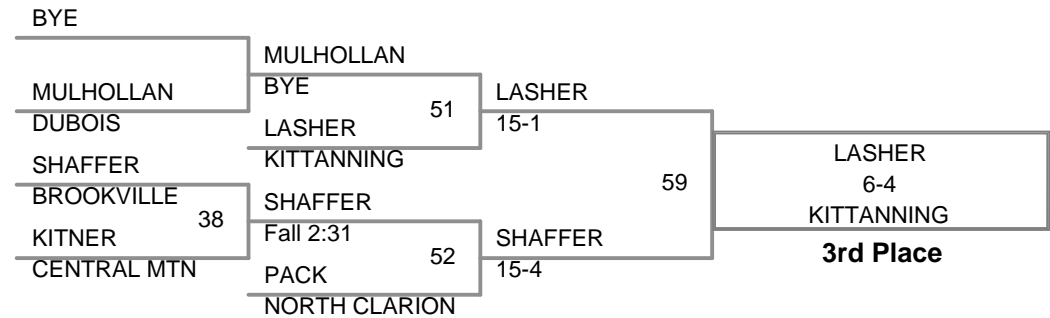 BYE
MULHOLLAN
DUBOIS
SHAFFER
BROOKVILLE
38
KITNER
CENTRAL MTN
MULHOLLAN
BYE
51
LASHER
KITTANNING
SHAFFER
Fall 2:31
52
PACK
NORTH CLARION
LASHER
15-1
59
SHAFFER
15-4
LASHER
6-4
KITTANNING
3rd Place